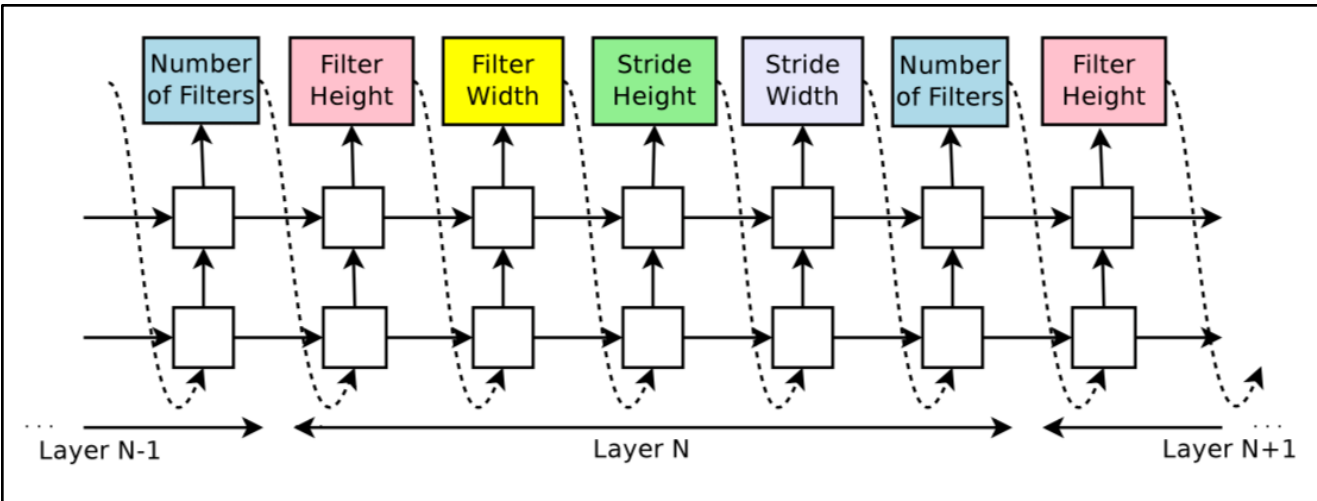 Number
of Filters
Filter
Height
Filter
Width
Stride
Height
Stride
Width
Number
of Filters
Filter
Height
...
Layer N-1
Layer N
...
Layer N+1